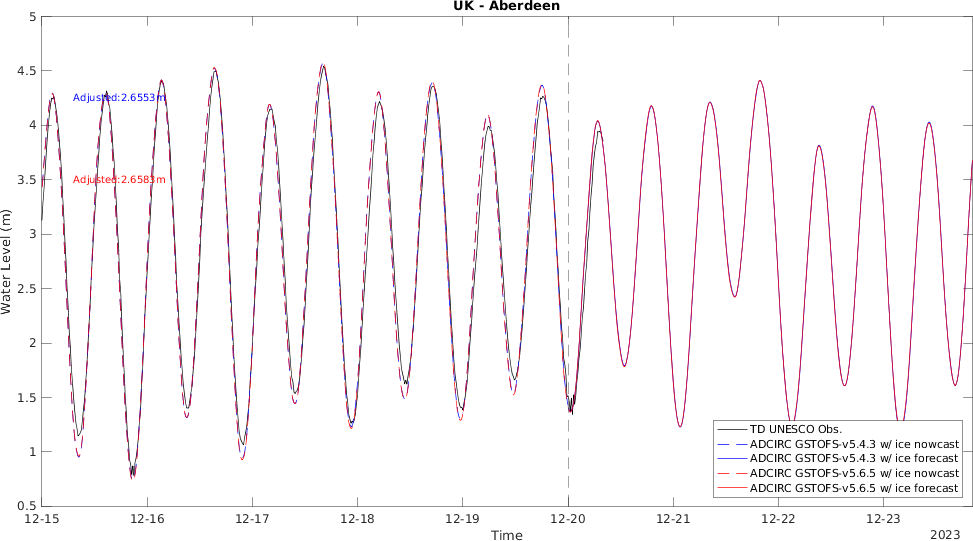 UK - Aberdeen
5
4.5
4
3.5
3
2.5
2
1.5
1
0.5
Water Level (m)
Adjusted:2.6553m
Adjusted:2.6583m
TD UNESCO Obs.
ADCIRC GSTOFS-v5.4.3 w/ ice nowcast
ADCIRC GSTOFS-v5.4.3 w/ ice forecast
ADCIRC GSTOFS-v5.6.5 w/ ice nowcast
ADCIRC GSTOFS-v5.6.5 w/ ice forecast
12-15 12-16 12-17 12-18 12-19 12-20 12-21 12-22 12-23
Time
2023